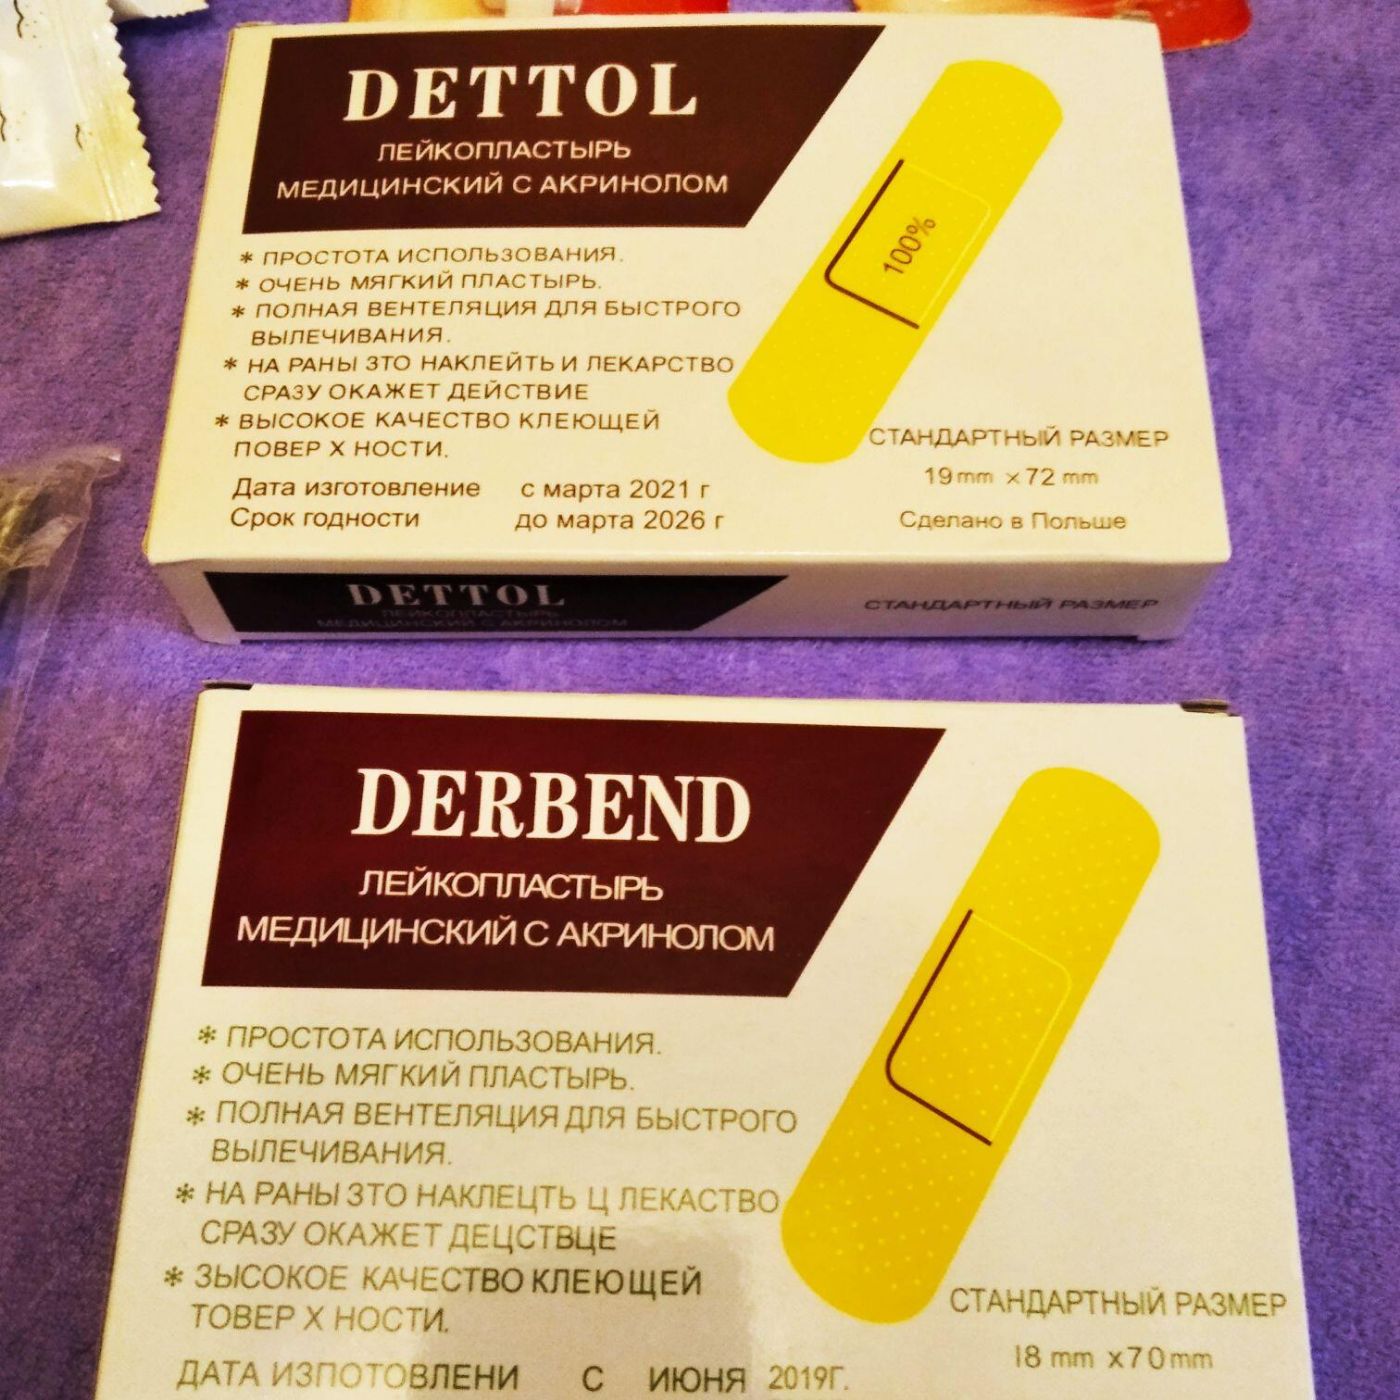 DETTOL
ЛЕЙКОПЛАСТЫРЬ
МЕДИЦИНСКИЙ С АКРИНОЛОМ
* ПРОСТОТА ИСПОЛЬЗОВАНИЯ.
* ОЧЕНЬ МЯГКИЙ ПЛАСТЫРЬ.
* ПОЛНАЯ ВЕНТЕЛЯЦИЯ ДЛЯ БЫСТРОГО
ВЫЛЕЧИВАНИЯ.
* НА РАНЫ ЗТО НАКЛЕЙТЬ И ЛЕКАРСТВО
СРАЗУ ОКАЖЕТ ДЕЙСТВИЕ
* ВЫСОКОЕ КАЧЕСТВО КЛЕЮЩЕЙ
ПОВЕР Х НОСТИ.
Дата изготовление с марта 2021 г
Срок годности до марта 2026 г
100%
СТАНДАРТНЫЙ РАЗМЕР
19 mm x 72 mm
Сделано в Польше
DETTOL
ЛЕЙКОПЛАСТЫРЬ
МЕДИЦИНСКИЙ С АКРИНОЛОМ
СТАНДАРТНЫЙ РАЗМЕР
DERBEND
ЛЕЙКОПЛАСТЫРЬ
МЕДИЦИНСКИЙ С АКРИНОЛОМ
* ПРОСТОТА ИСПОЛЬЗОВАНИЯ.
* ОЧЕНЬ МЯГКИЙ ПЛАСТЫРЬ.
* ПОЛНАЯ ВЕНТЕЛЯЦИЯ ДЛЯ БЫСТРОГО
ВЫЛЕЧИВАНИЯ.
* НА РАНЫ ЗТО НАКЛЕЦТЬ Ц ЛЕКАСТВО
СРАЗУ ОКАЖЕТ ДЕЦСТВЦЕ
* ЗЫСОКОЕ КАЧЕСТВО КЛЕЮЩЕЙ
ТОВЕР Х НОСТИ.
ДАТА ИЗПОТОВЛЕНИ С ИЮНЯ 2019Г.
СТАНДАРТНЫЙ РАЗМЕР
18 mm x70mm